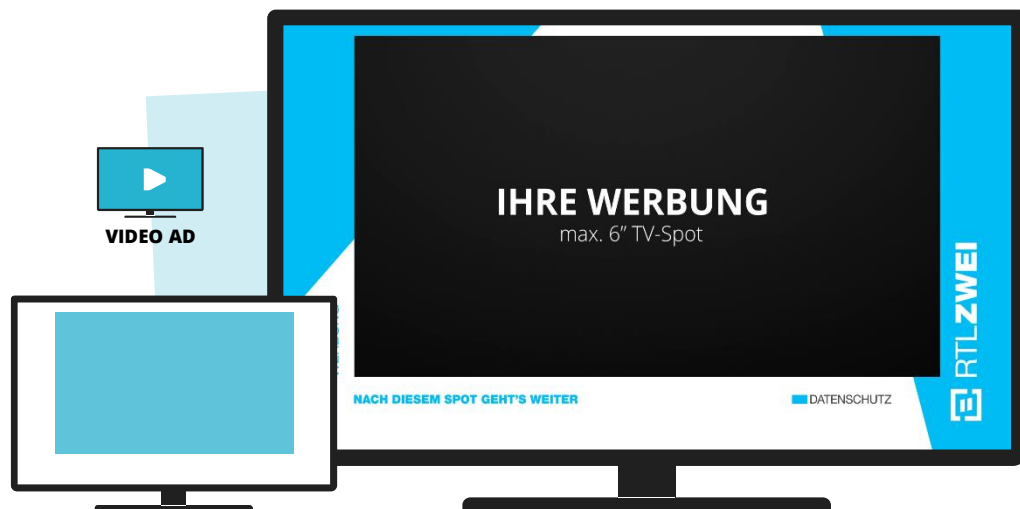 IHRE WERBUNG
max. 6” TV-Spot
VIDEO AD
RTLZWEI
NACH DIESEM SPOT GEHT'S WEITER
DATENSCHUTZ